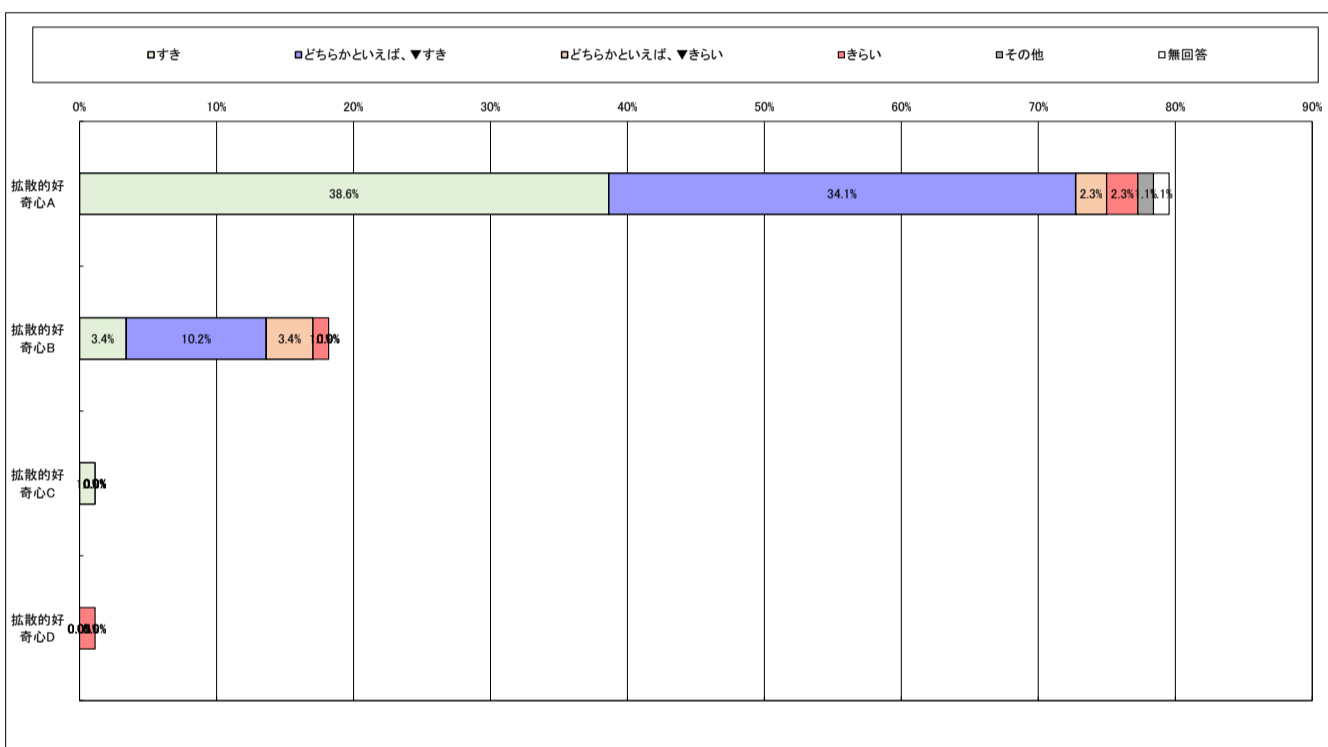 すき どちらかといえば、▼すき どちらかといえば、▼きらい きらい その他 無回答
0% 10% 20% 30% 40% 50% 60% 70% 80% 90%
拡散的好
奇心A
38.6% 34.1% 2.3% 2.3% 1.1% 1.1%
拡散的好
奇心B
3.4% 10.2% 3.4%
拡散的好
奇心C
拡散的好
奇心D